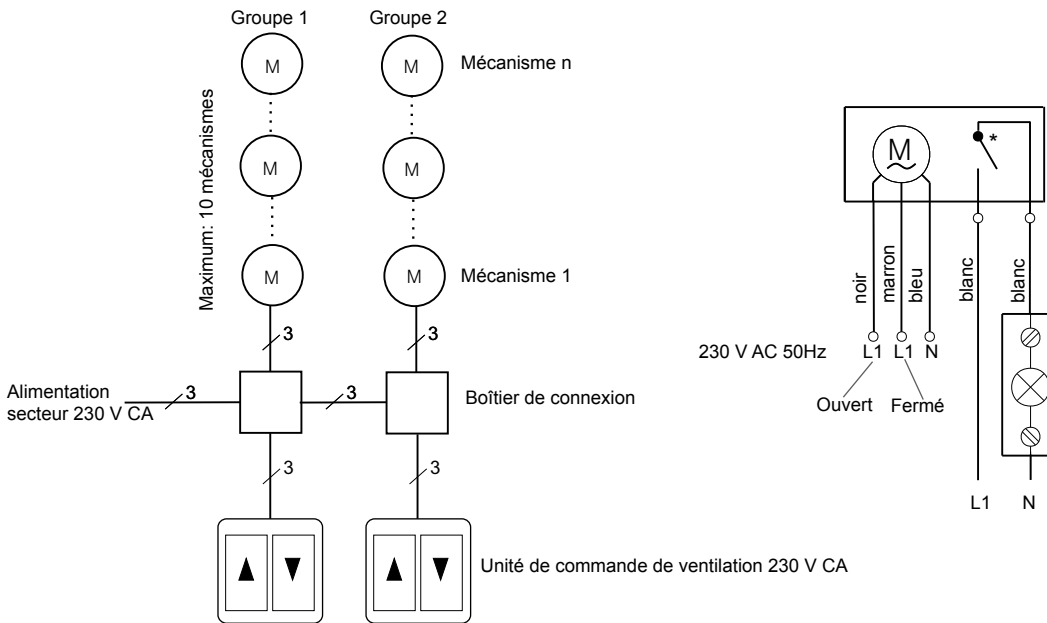 Groupe 1
Groupe 2
M
M
Mécanisme n
Maximum: 10 mécanismes
M
M
M
M
Mécanisme 1
3
3
Alimentation
secteur 230 V CA
3
3
Boîtier de connexion
3
3
Unité de commande de ventilation 230 V CA
M
*
noir
marron
bleu
blanc
blanc
230 V AC 50Hz
L1
L1
N
Ouvert
Fermé
L1
N